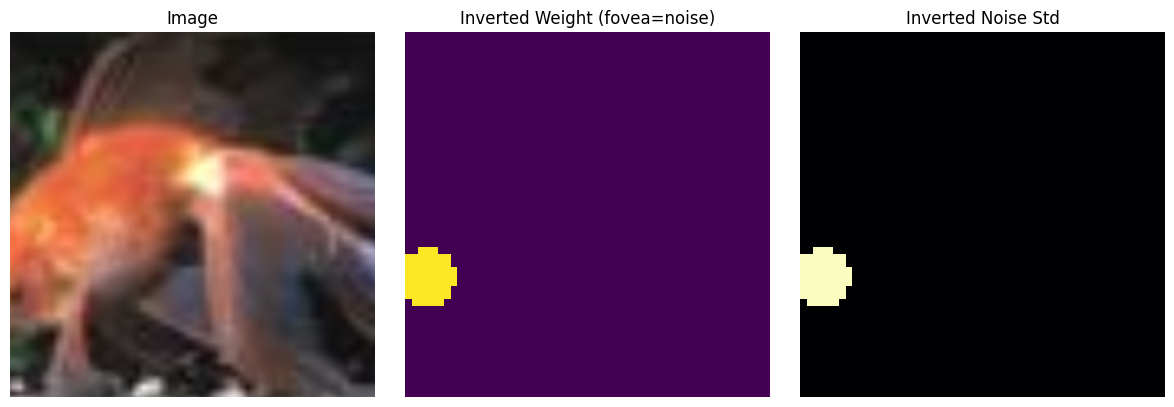 Image
Inverted Weight (fovea=noise)
Inverted Noise Std